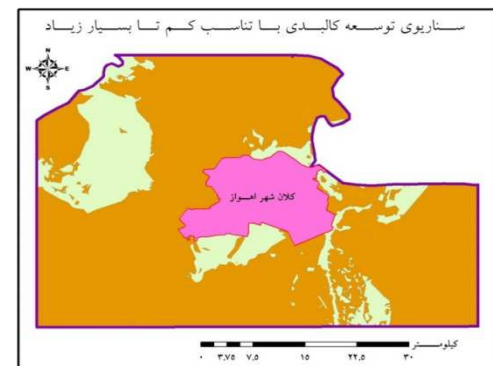 سناریوی توسعه کالبدی با تناسب کم تا بسیار زیاد
N
W E
S
کلان شهر اهواز
کیلومتر
۰ ۳,۷۵ ۷,۵ ۱۵ ۲۲,۵ ۳۰